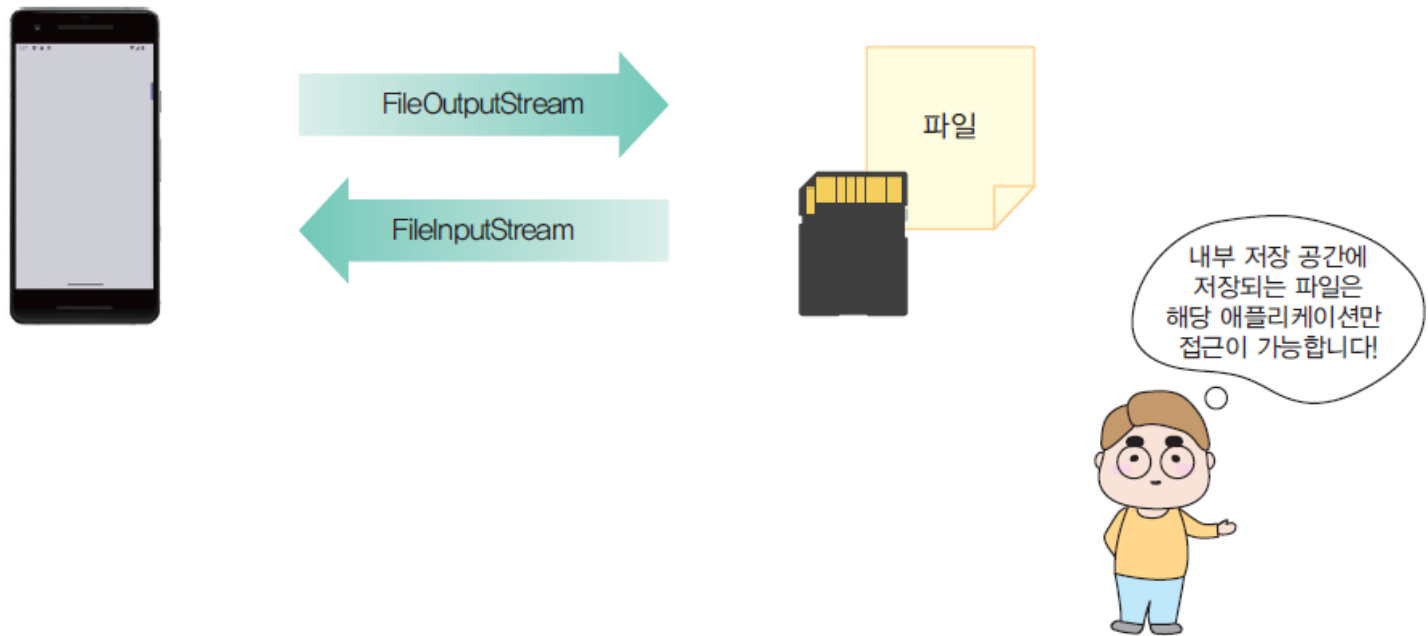 FileOutputStream
파일
FileInputStream
내부 저장 공간에
저장되는 파일은
해당 애플리케이션만
접근이 가능합니다!